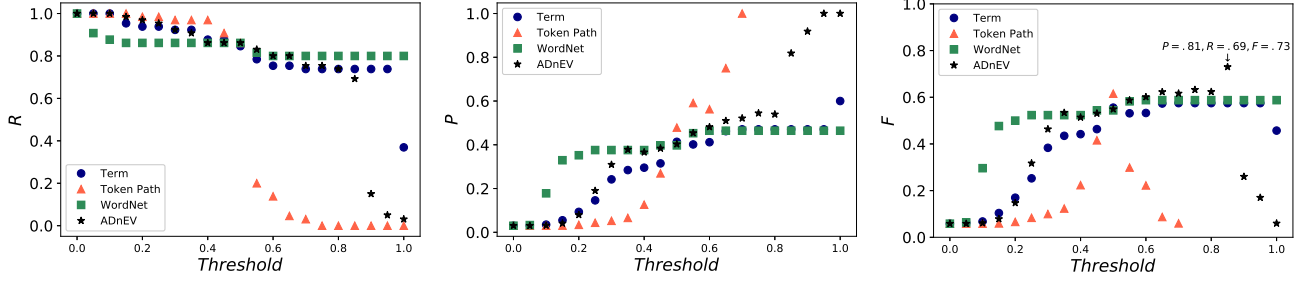 1.0
0.8
0.6
0.4
0.2
0.0
R
Term
Token Path
WordNet
ADnEV
0.0 0.2 0.4 0.6 0.8 1.0
Threshold
1.0
0.8
0.6
0.4
0.2
0.0
P
Term
Token Path
WordNet
ADnEV
0.0 0.2 0.4 0.6 0.8 1.0
Threshold
1.0
0.8
0.6
0.4
0.2
0.0
F
Term
Token Path
WordNet
ADnEV
P = .81, R = .69, F = .73
0.0 0.2 0.4 0.6 0.8 1.0
Threshold